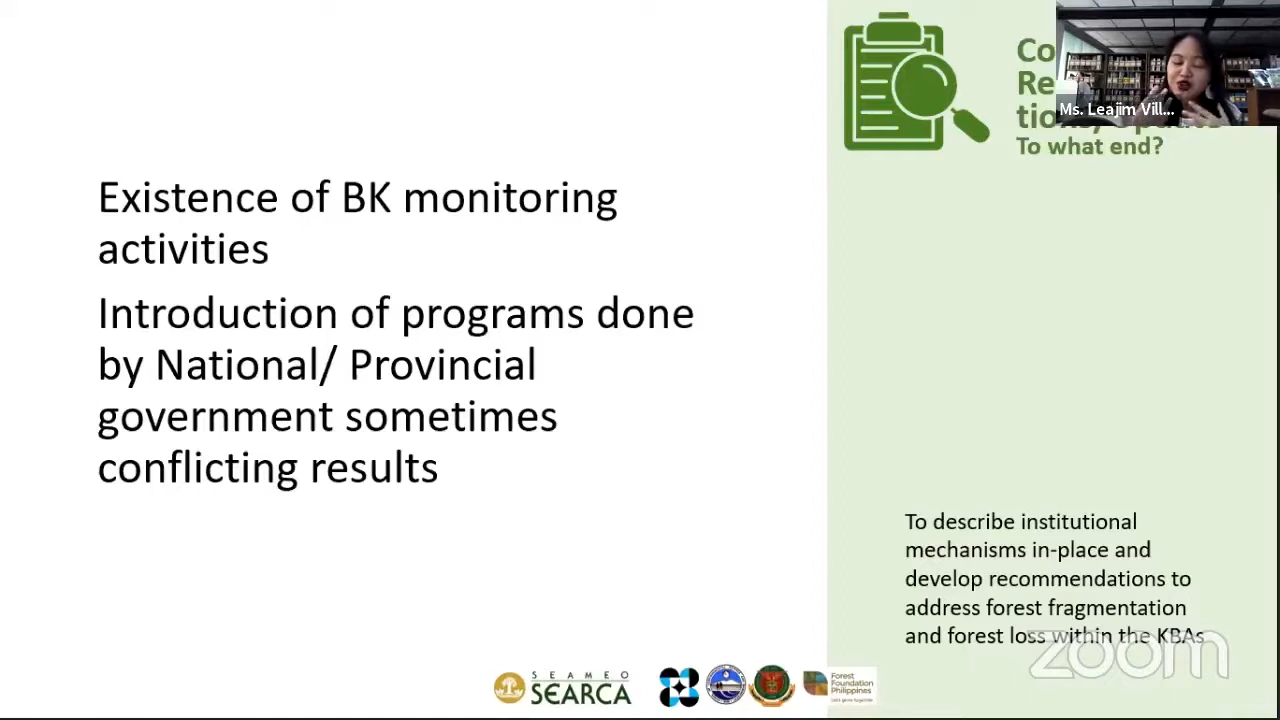 Existence of BK monitoring
activities
Introduction of programs done
by National/ Provincial
government sometimes
conflicting results
Co
Re
Ms. Leajim Vill...
To what end?
To describe institutional
mechanisms in-place and
develop recommendations to
address forest fragmentation
and forest loss within the KBAs
zoom
SEAMEO
SEARCA
Forest
Foundation
Philippines